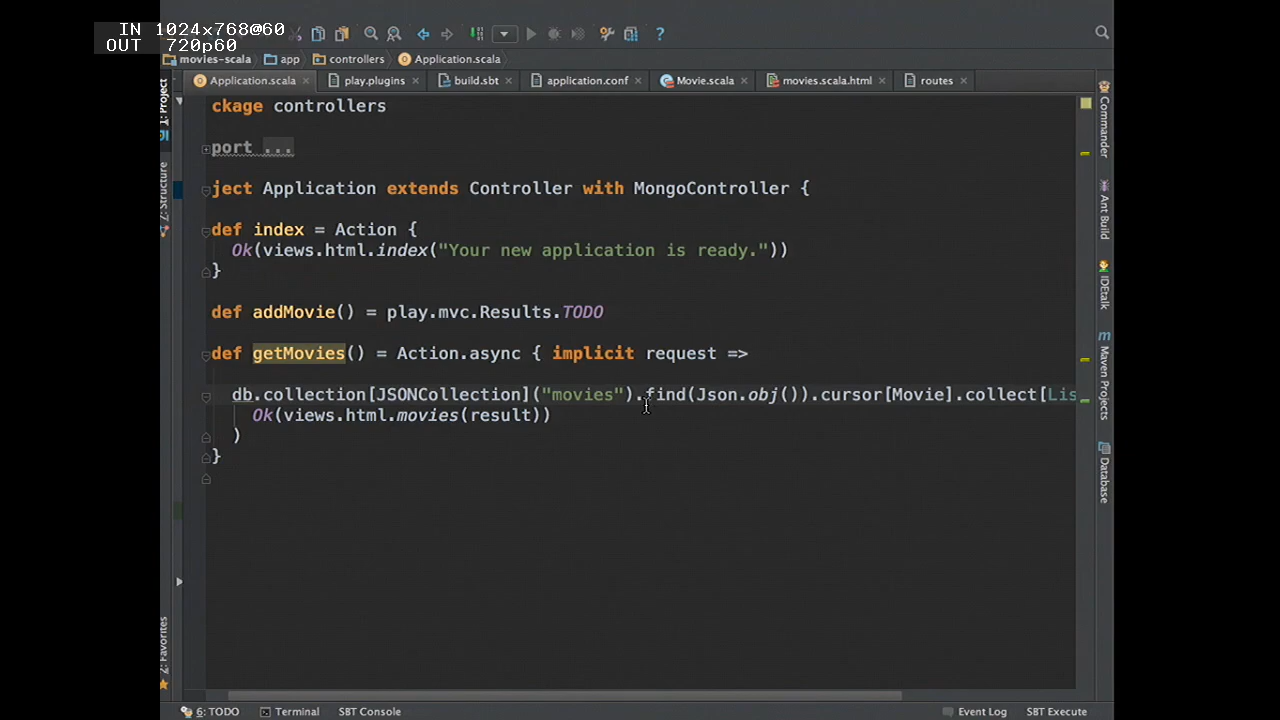 IN 1024x768@60
OUT 720p60
movies-scala app controllers Application.scala
Application.scala play.plugins build.sbt application.conf Movie.scala movies.scala.html routes
1: Project
Z: Structure
2: Favorites
ckage controllers
port ...
ject Application extends Controller with MongoController {
def index = Action {
Ok(views.html.index("Your new application is ready."))
}
def addMovie() = play.mvc.Results.TODO
def getMovies() = Action.async { implicit request =>
db.collection[JSONCollection]("movies").find(Json.obj()).cursor[Movie].collect[Lis
Ok(views.html.movies(result))
)
}
Commander
Ant Build
IDEtalk
Maven Projects
Database
6: TODO Terminal SBT Console Event Log SBT Execute